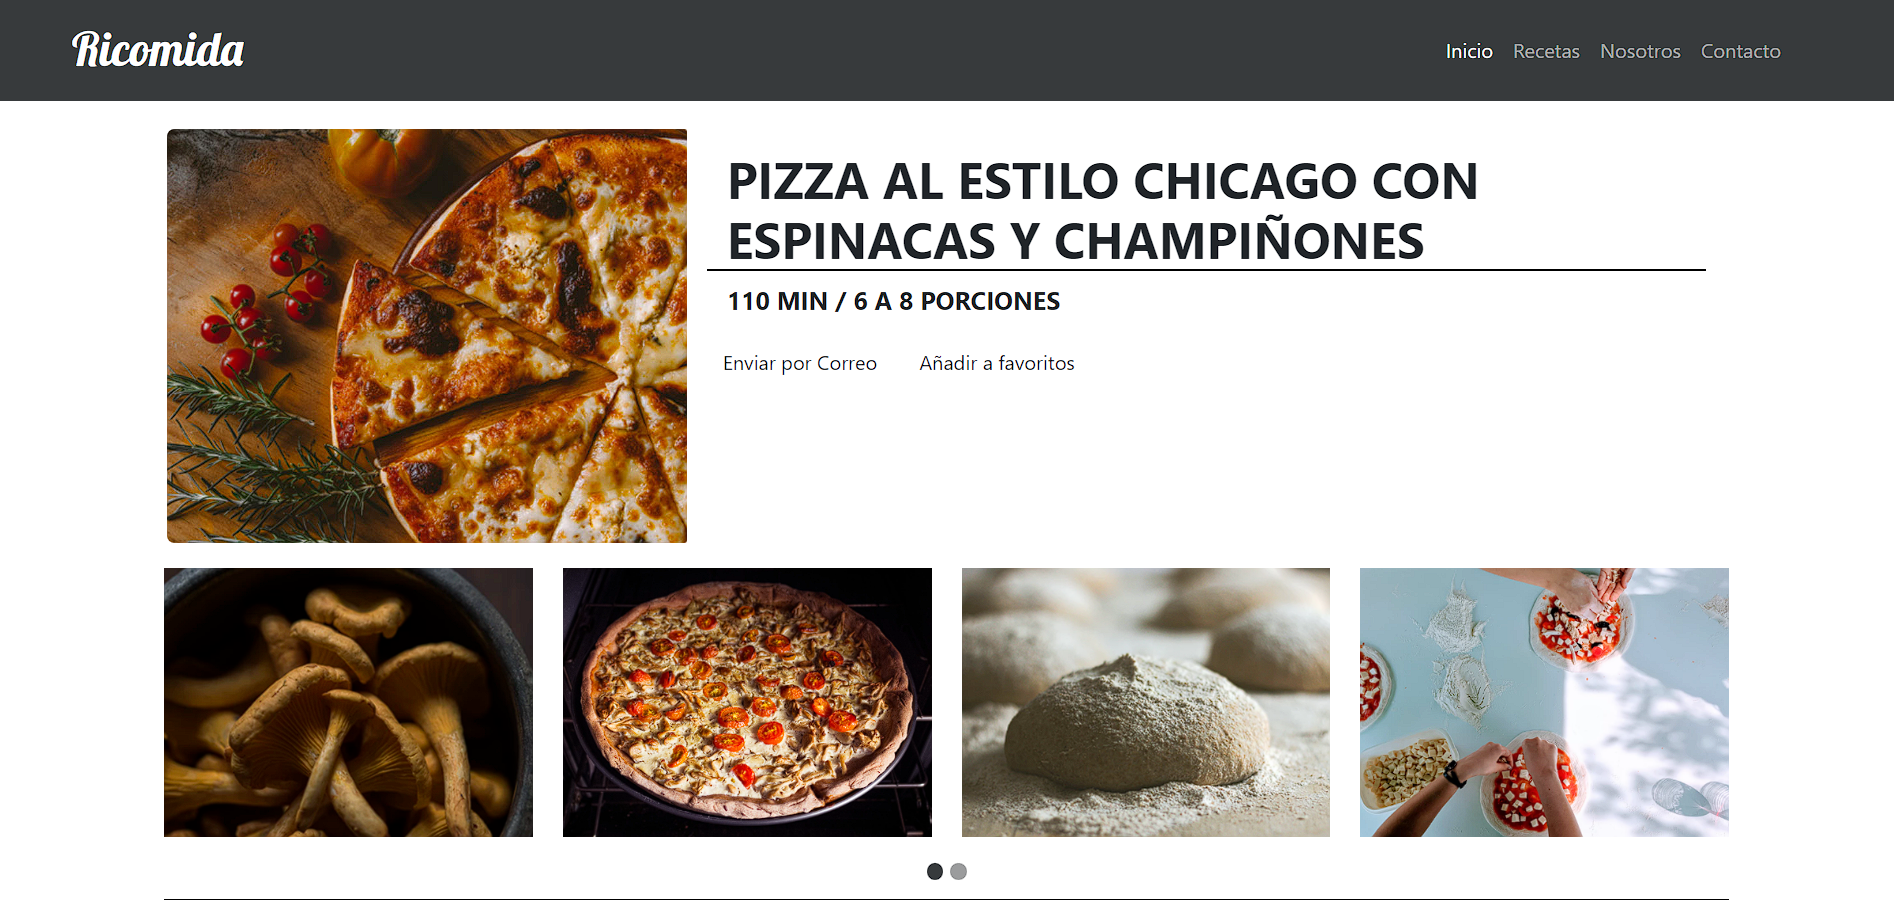 Ricomida
Inicio Recetas Nosotros Contacto
PIZZA AL ESTILO CHICAGO CON
ESPINACAS Y CHAMPIÑONES
110 MIN / 6 A 8 PORCIONES
Enviar por Correo Añadir a favoritos